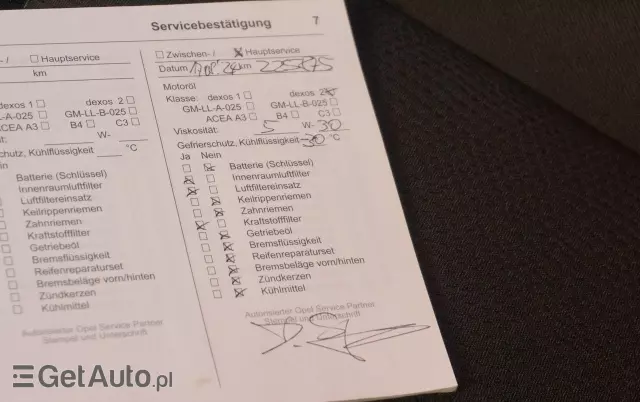 Servicebestätigung 7
- / ☐ Hauptservice
km
dexos 1 ☐ dexos 2 ☐
LL-A-025 ☐ GM-LL-B-025 ☐
ACEA A3 ☐ B4 ☐ C3 ☐
W-
rschutz, Kühlflüssigkeit °C
Batterie (Schlüssel)
Innenraumluftfilter
Luftfiltereinsatz
Keilrippenriemen
Zahnriemen
Kraftstofffilter
Getriebeöl
Bremsflüssigkeit
Reifenreparaturset
Bremsbeläge vorn/hinten
Zündkerzen
Kühlmittel
Autorisierter Opel Service Partner
Stempel und Unterschrift
☐ Zwischen- / ☒ Hauptservice
Datum km
Motoröl
Klasse: dexos 1 ☐ dexos 2 ☒
GM-LL-A-025 ☐ GM-LL-B-025 ☐
ACEA A3 ☐ B4 ☐ C3 ☐
Viskosität: 5 W- 30
Gefrierschutz, Kühlflüssigkeit -30 °C
Ja Nein
☐ ☒ Batterie (Schlüssel)
☒ ☐ Innenraumluftfilter
☒ ☐ Luftfiltereinsatz
☐ ☒ Keilrippenriemen
☐ ☒ Zahnriemen
☒ ☐ Kraftstofffilter
☐ ☒ Getriebeöl
☐ ☒ Bremsflüssigkeit
☐ ☒ Reifenreparaturset
☐ ☒ Bremsbeläge vorn/hinten
☐ ☒ Zündkerzen
☐ ☒ Kühlmittel
Autorisierter Opel Service Partner
Stempel und Unterschrift
GetAuto.pl